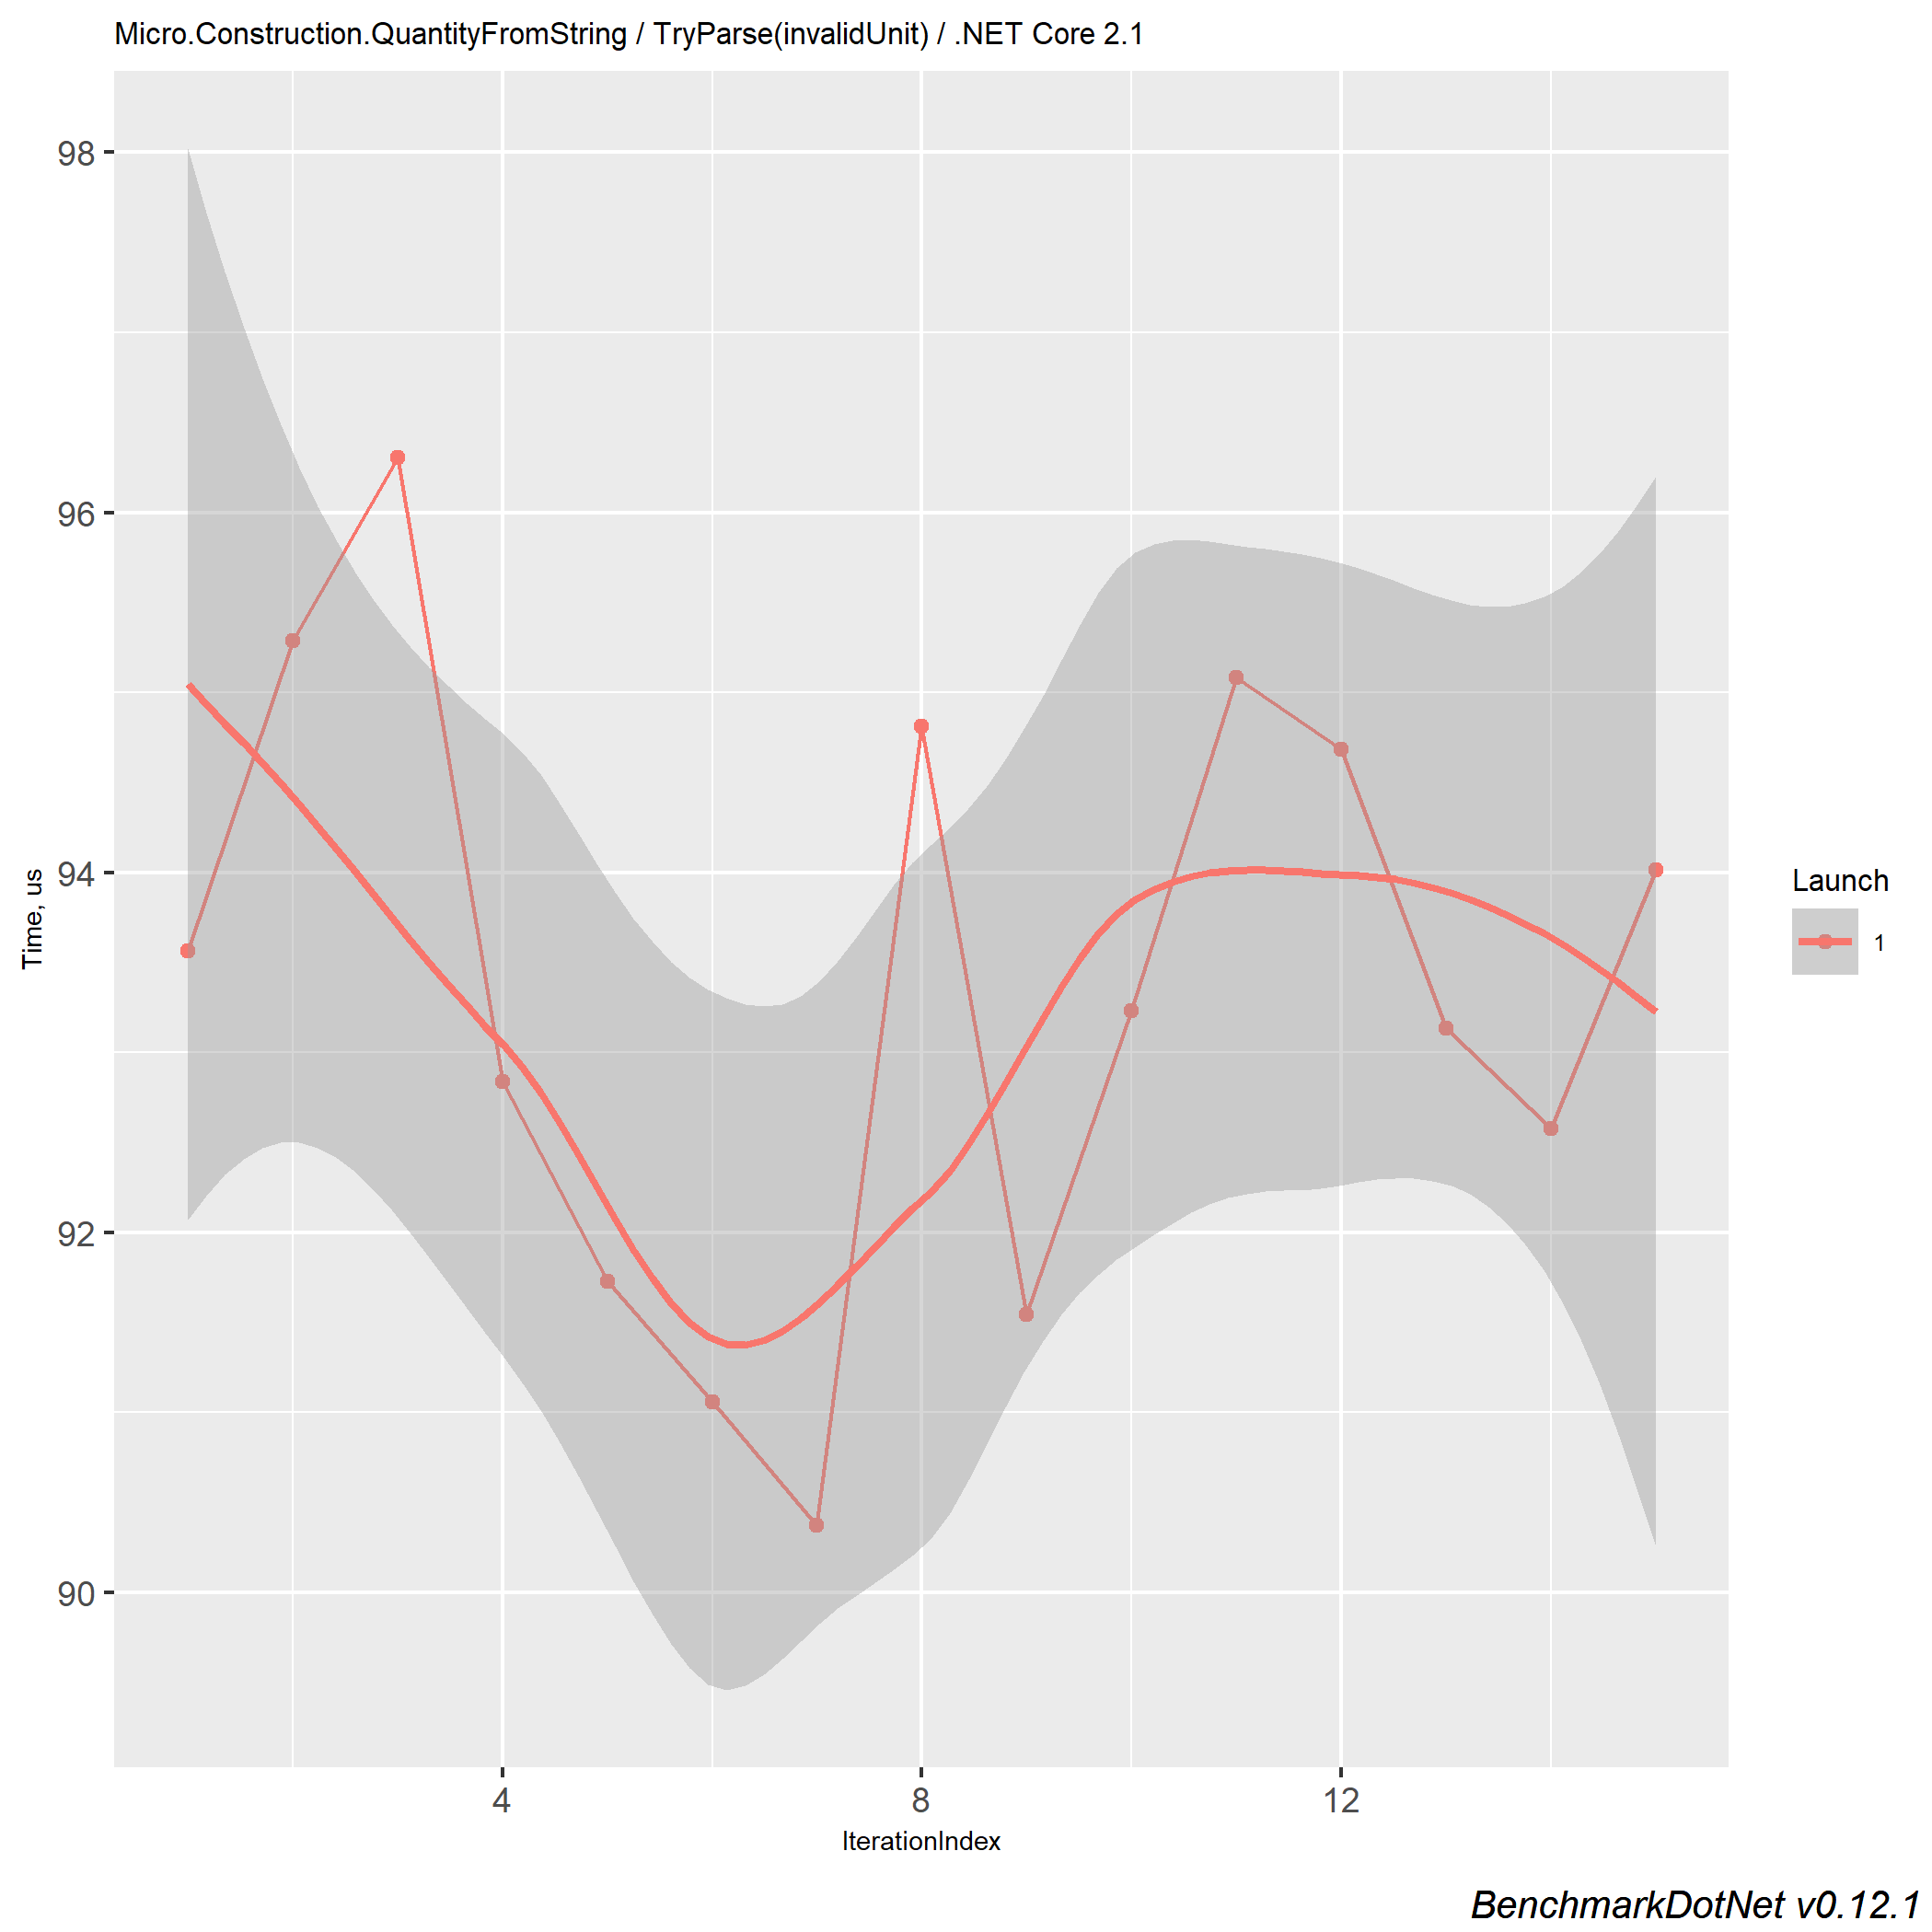 Micro.Construction.QuantityFromString / TryParse(invalidUnit) / .NET Core 2.1
98
96
94
92
90
Time, us
4
8
12
IterationIndex
Launch
1
BenchmarkDotNet v0.12.1